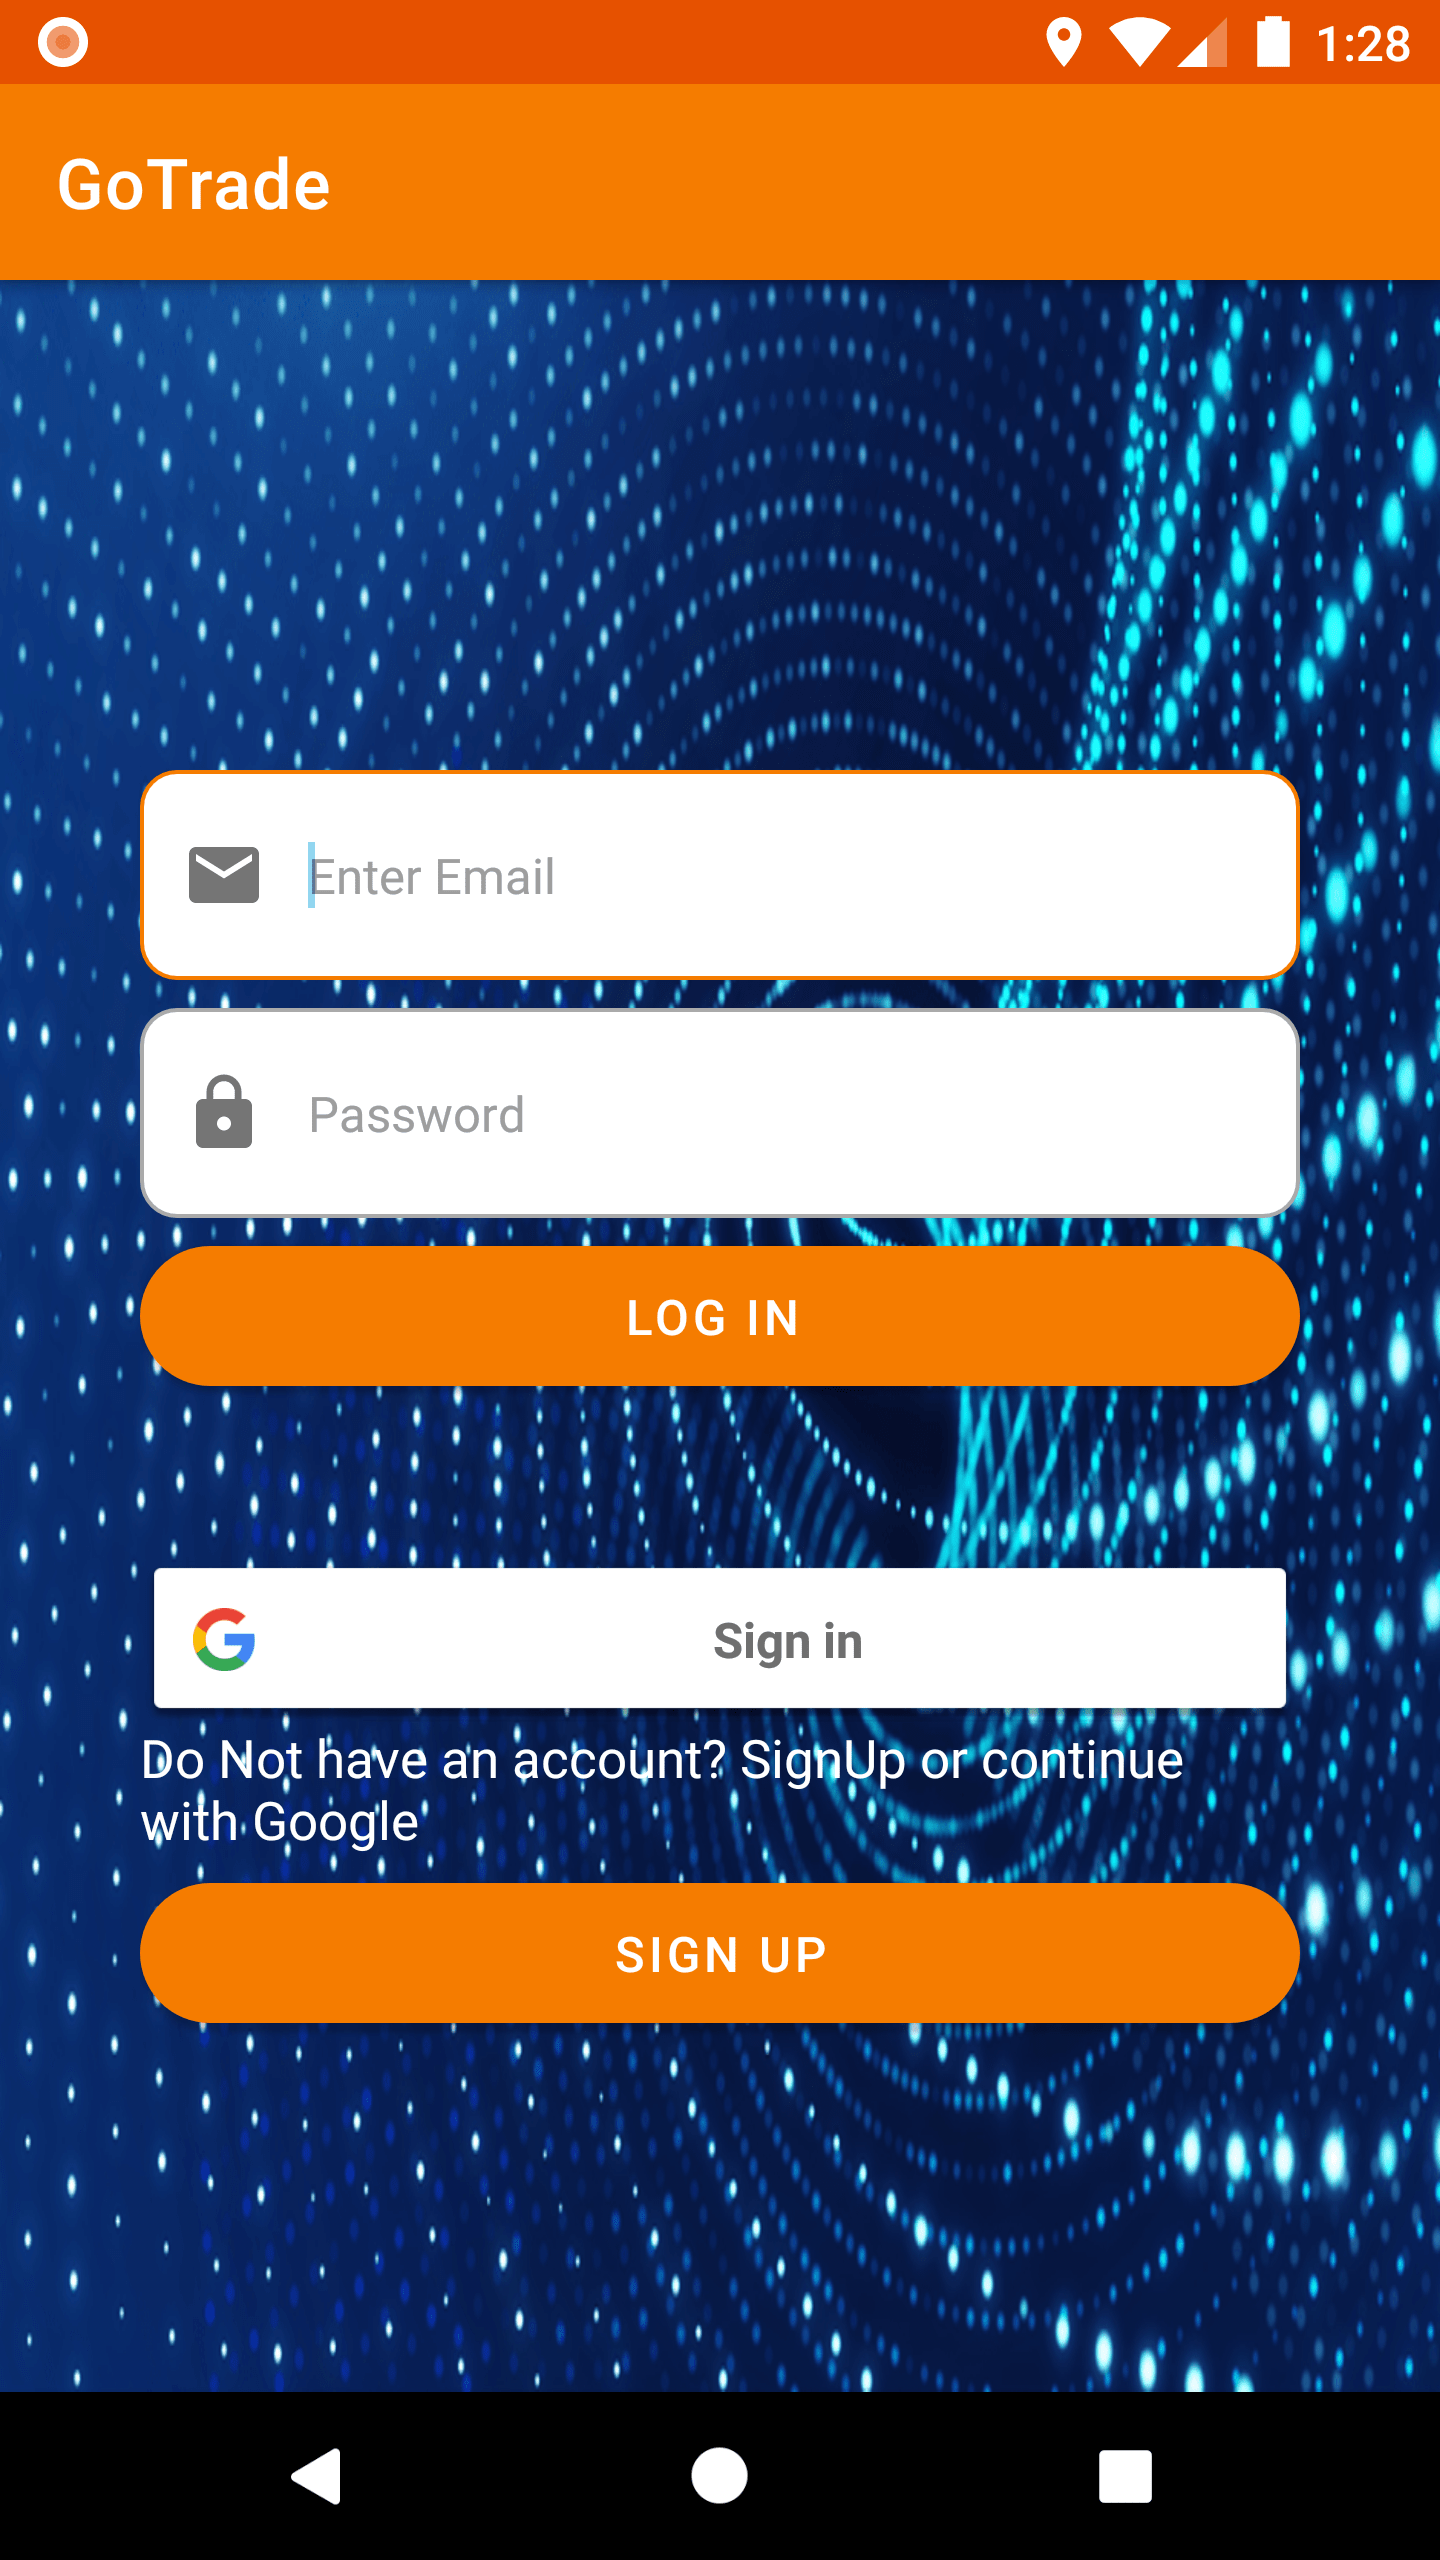 1:28
GoTrade
Enter Email
Password
LOG IN
Sign in
Do Not have an account? SignUp or continue
with Google
SIGN UP